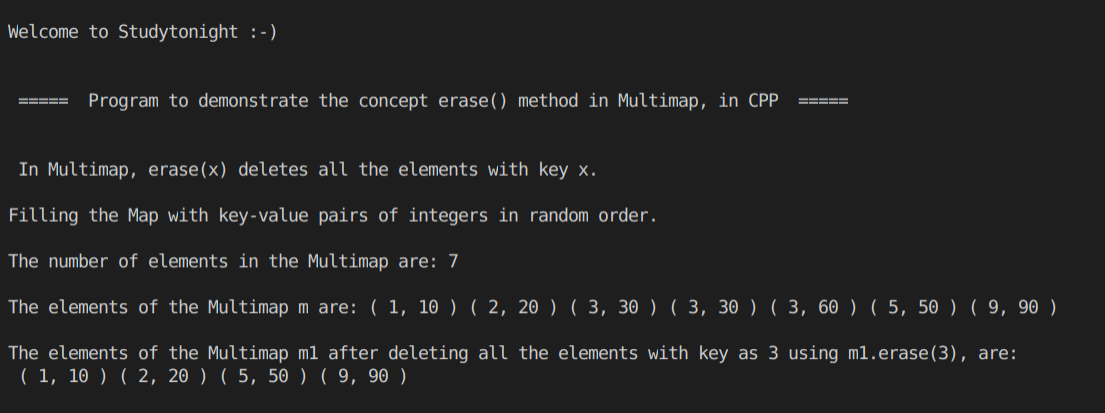 Welcome to Studytonight :-)
===== Program to demonstrate the concept erase() method in Multimap, in CPP =====
In Multimap, erase(x) deletes all the elements with key x.
Filling the Map with key-value pairs of integers in random order.
The number of elements in the Multimap are: 7
The elements of the Multimap m are: ( 1, 10 ) ( 2, 20 ) ( 3, 30 ) ( 3, 30 ) ( 3, 60 ) ( 5, 50 ) ( 9, 90 )
The elements of the Multimap m1 after deleting all the elements with key as 3 using m1.erase(3), are:
( 1, 10 ) ( 2, 20 ) ( 5, 50 ) ( 9, 90 )